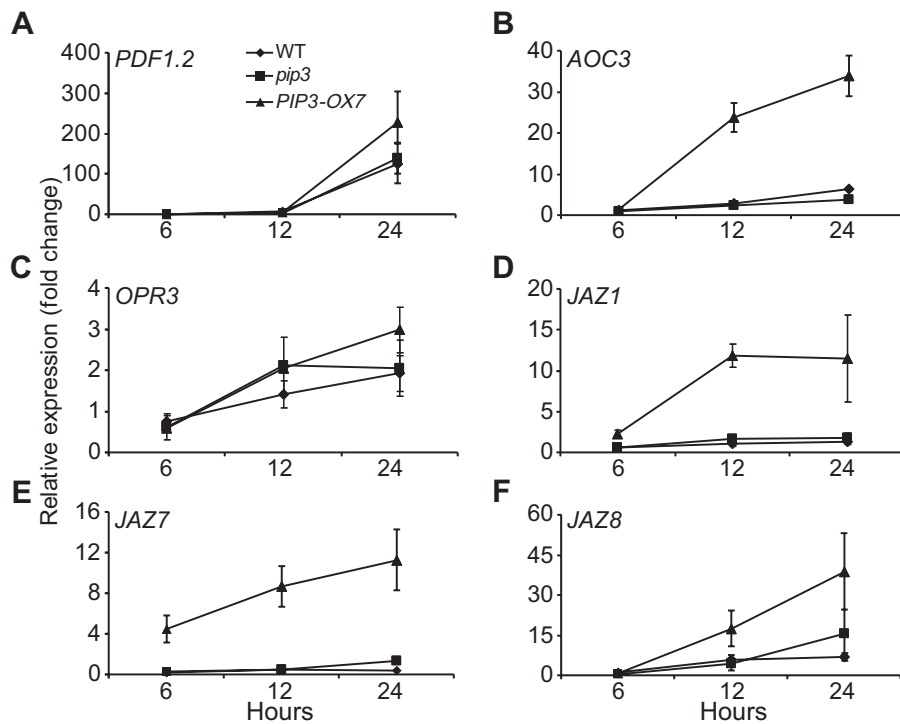 A
PDF1.2
400
300
200
100
0
6
12
24
WT
pip3
PIP3-OX7
B
AOC3
40
30
20
10
0
6
12
24
Relative expression (fold change)
C
OPR3
4
3
2
1
0
6
12
24
D
JAZ1
20
15
10
5
0
6
12
24
E
JAZ7
16
12
8
4
0
6
12
24
Hours
F
JAZ8
60
45
30
15
0
6
12
24
Hours